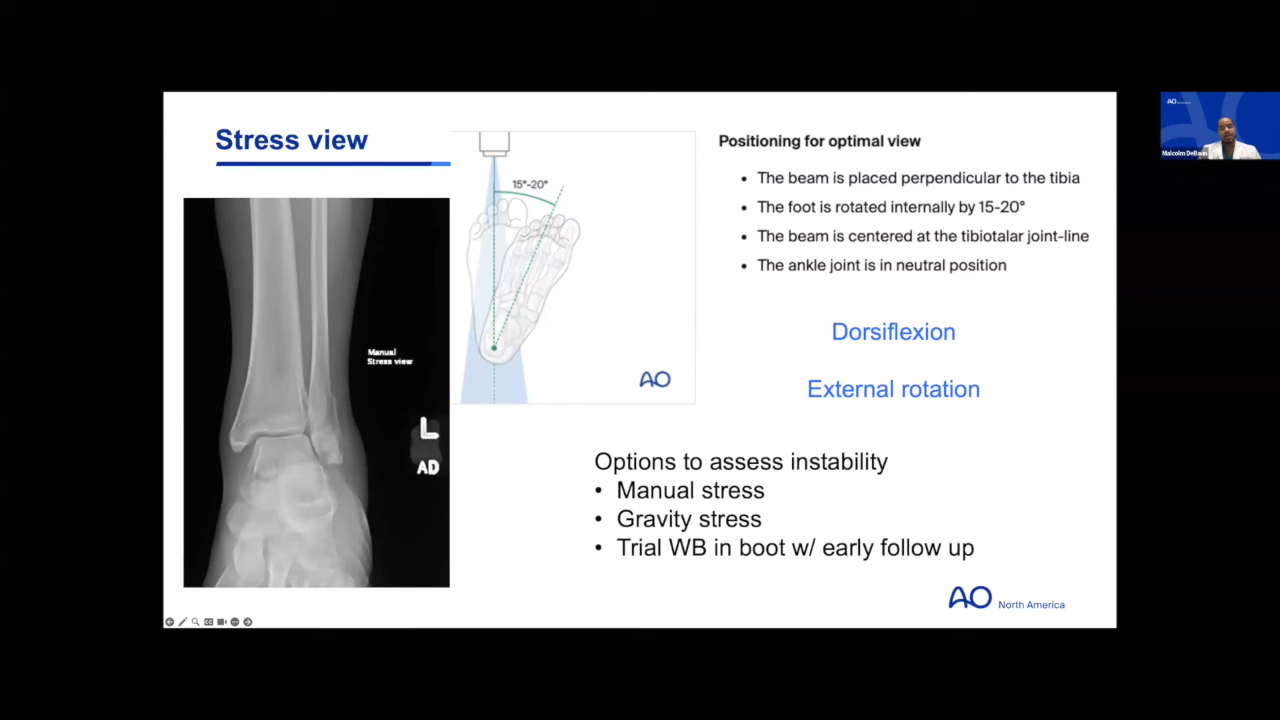 Stress view
15°-20°
AO
Manual
Stress view
L
AD
Positioning for optimal view
• The beam is placed perpendicular to the tibia
• The foot is rotated internally by 15-20°
• The beam is centered at the tibiotalar joint-line
• The ankle joint is in neutral position
Dorsiflexion
External rotation
Options to assess instability
• Manual stress
• Gravity stress
• Trial WB in boot w/ early follow up
AO North America
AO
Malcolm DeBaun